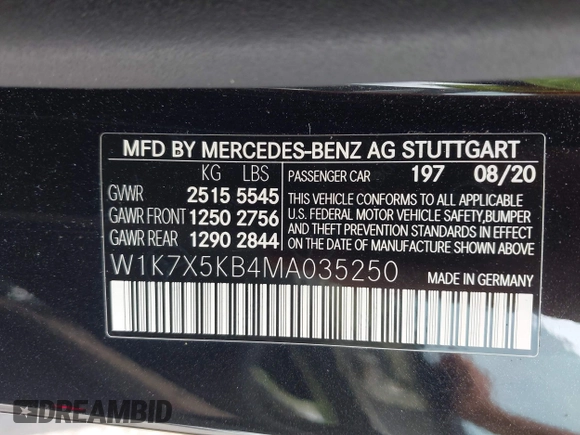 MFD BY MERCEDES-BENZ AG STUTTGART
KG LBS
GVWR 2515 5545
GAWR FRONT 1250 2756
GAWR REAR 1290 2844
PASSENGER CAR 197 08/20
THIS VEHICLE CONFORMS TO ALL APPLICABLE
U.S. FEDERAL MOTOR VEHICLE SAFETY,BUMPER
AND THEFT PREVENTION STANDARDS IN EFFECT
ON THE DATE OF MANUFACTURE SHOWN ABOVE.
W1K7X5KB4MA035250
MADE IN GERMANY
DREAMBID